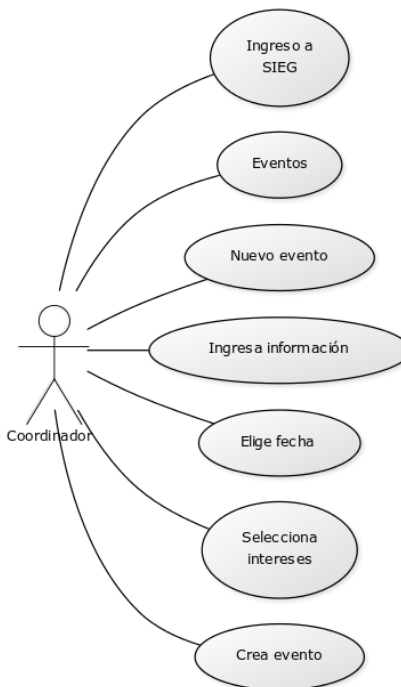 Ingreso a
SIEG
Eventos
Nuevo evento
Ingresa información
Coordinador
Elige fecha
Selecciona
intereses
Crea evento